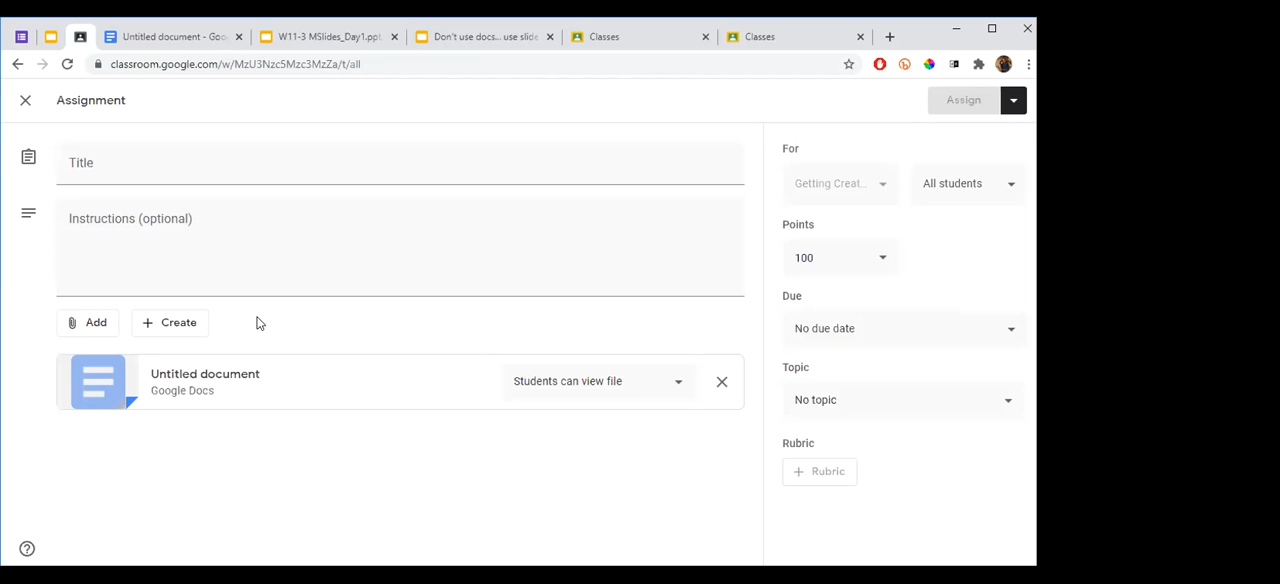 Untitled document - Goo
W11-3 MSlides_Day1.ppt
Don't use docs... use slide
Classes
Classes
classroom.google.com/w/MzU3Nzc5Mzc3MzZa/t/all
Assignment
Assign
Title
Instructions (optional)
Add
Create
Untitled document
Google Docs
Students can view file
For
Getting Creat...
All students
Points
100
Due
No due date
Topic
No topic
Rubric
Rubric